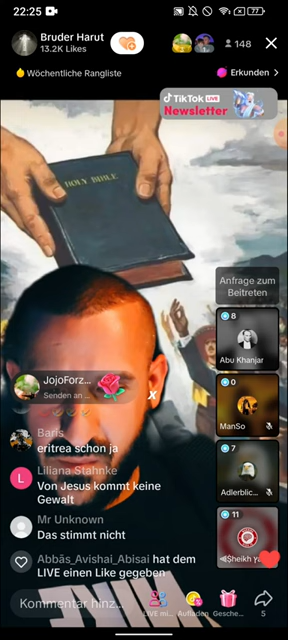 22:25
77
Bruder Harut
13.2K Likes
148
Wöchentliche Rangliste
Erkunden >
TikTok LIVE
Newsletter
HOLY BIBLE
Anfrage zum
Beitreten
8
Abu Khanjar
JojoForz...
Senden an ...
x
0
ManSo
Baris
eritrea schon ja
7
Adlerblic...
L
Liliana Stahnke
Von Jesus kommt keine
Gewalt
Mr Unknown
Das stimmt nicht
11
Abbās_Avishai_Abisai hat dem
LIVE einen Like gegeben
Kommentar hinz...
LIVE mi...
Aufladen
Gesche...
5